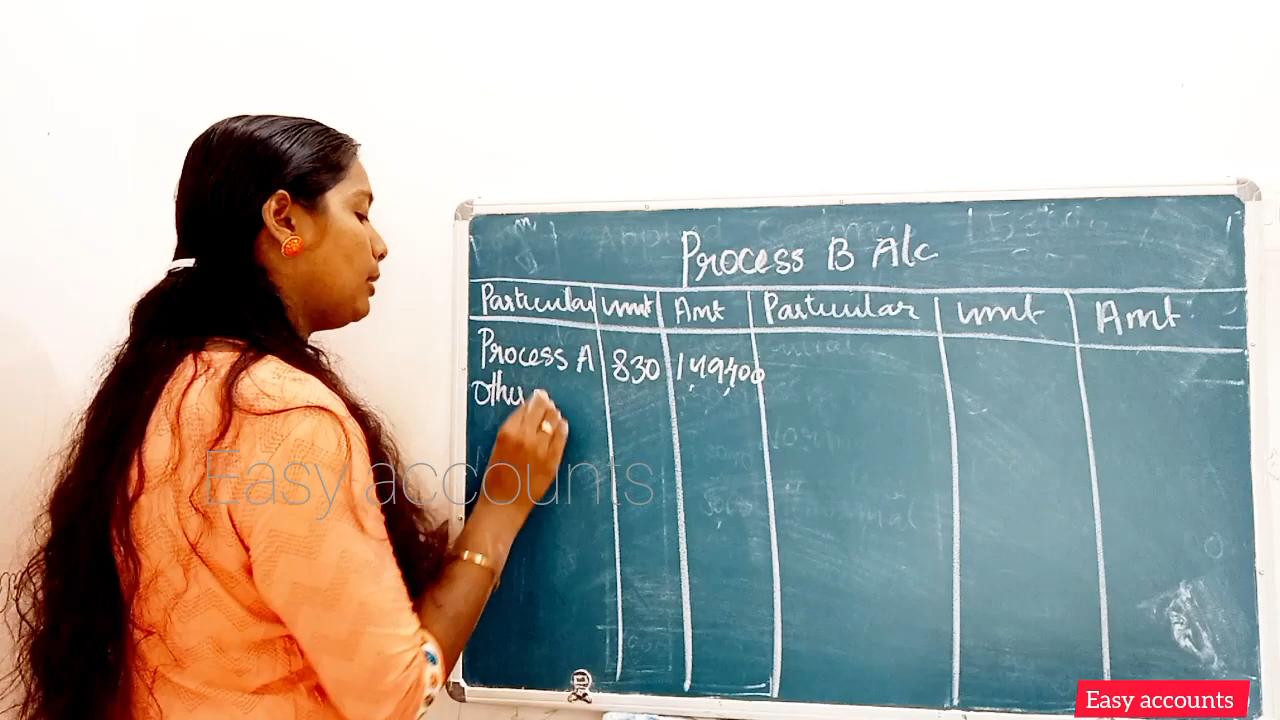 Process B A/c
Particular Unit Amt Particular Unit Amt
Process A 830 1,49,400
Othe
Easy accounts
Easy accounts